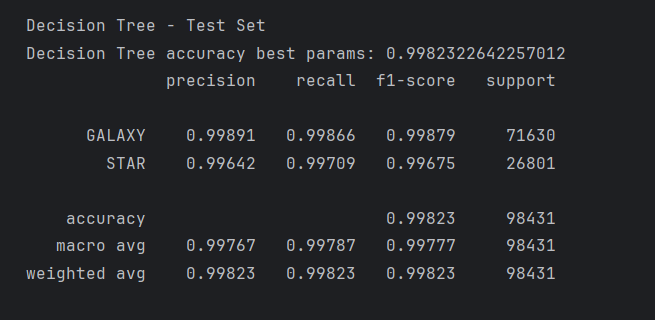 Decision Tree - Test Set
Decision Tree accuracy best params: 0.9982322642257012
precision recall f1-score support
GALAXY 0.99891 0.99866 0.99879 71630
STAR 0.99642 0.99709 0.99675 26801
accuracy 0.99823 98431
macro avg 0.99767 0.99787 0.99777 98431
weighted avg 0.99823 0.99823 0.99823 98431